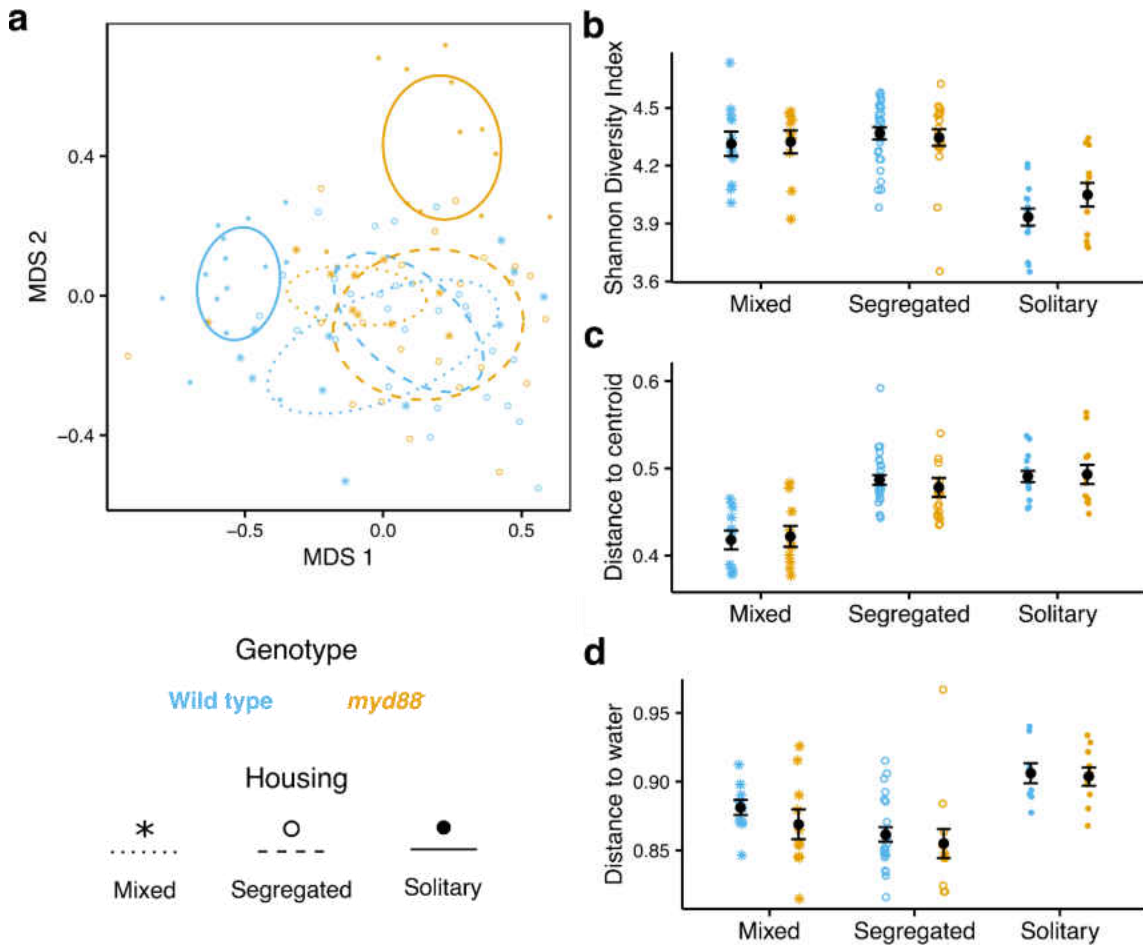 a
MDS 2
0.4
0.0
−0.4
−0.5
0.0
0.5
MDS 1
Genotype
Wild type
myd88-
Housing
Mixed
Segregated
Solitary
b
Shannon Diversity Index
4.5
4.2
3.9
3.6
Mixed
Segregated
Solitary
c
Distance to centroid
0.6
0.5
0.4
Mixed
Segregated
Solitary
d
Distance to water
0.95
0.90
0.85
Mixed
Segregated
Solitary